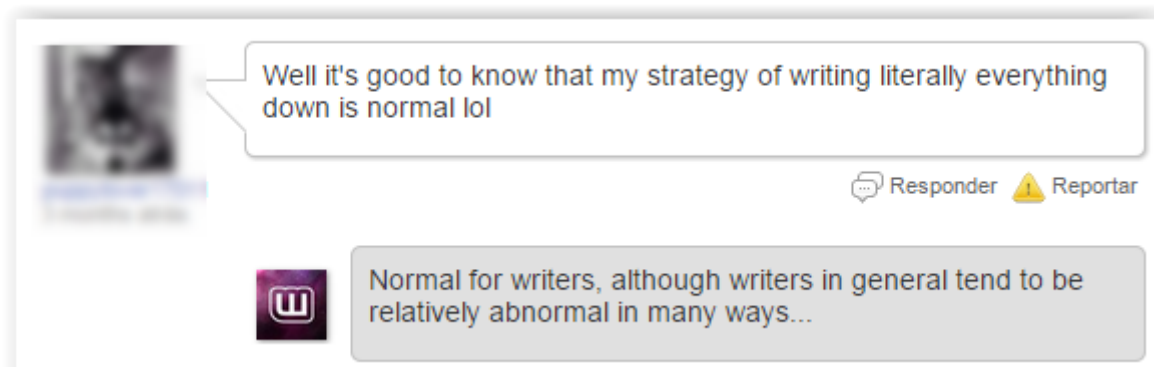 Well it's good to know that my strategy of writing literally everything
down is normal lol
Responder Reportar
Normal for writers, although writers in general tend to be
relatively abnormal in many ways...